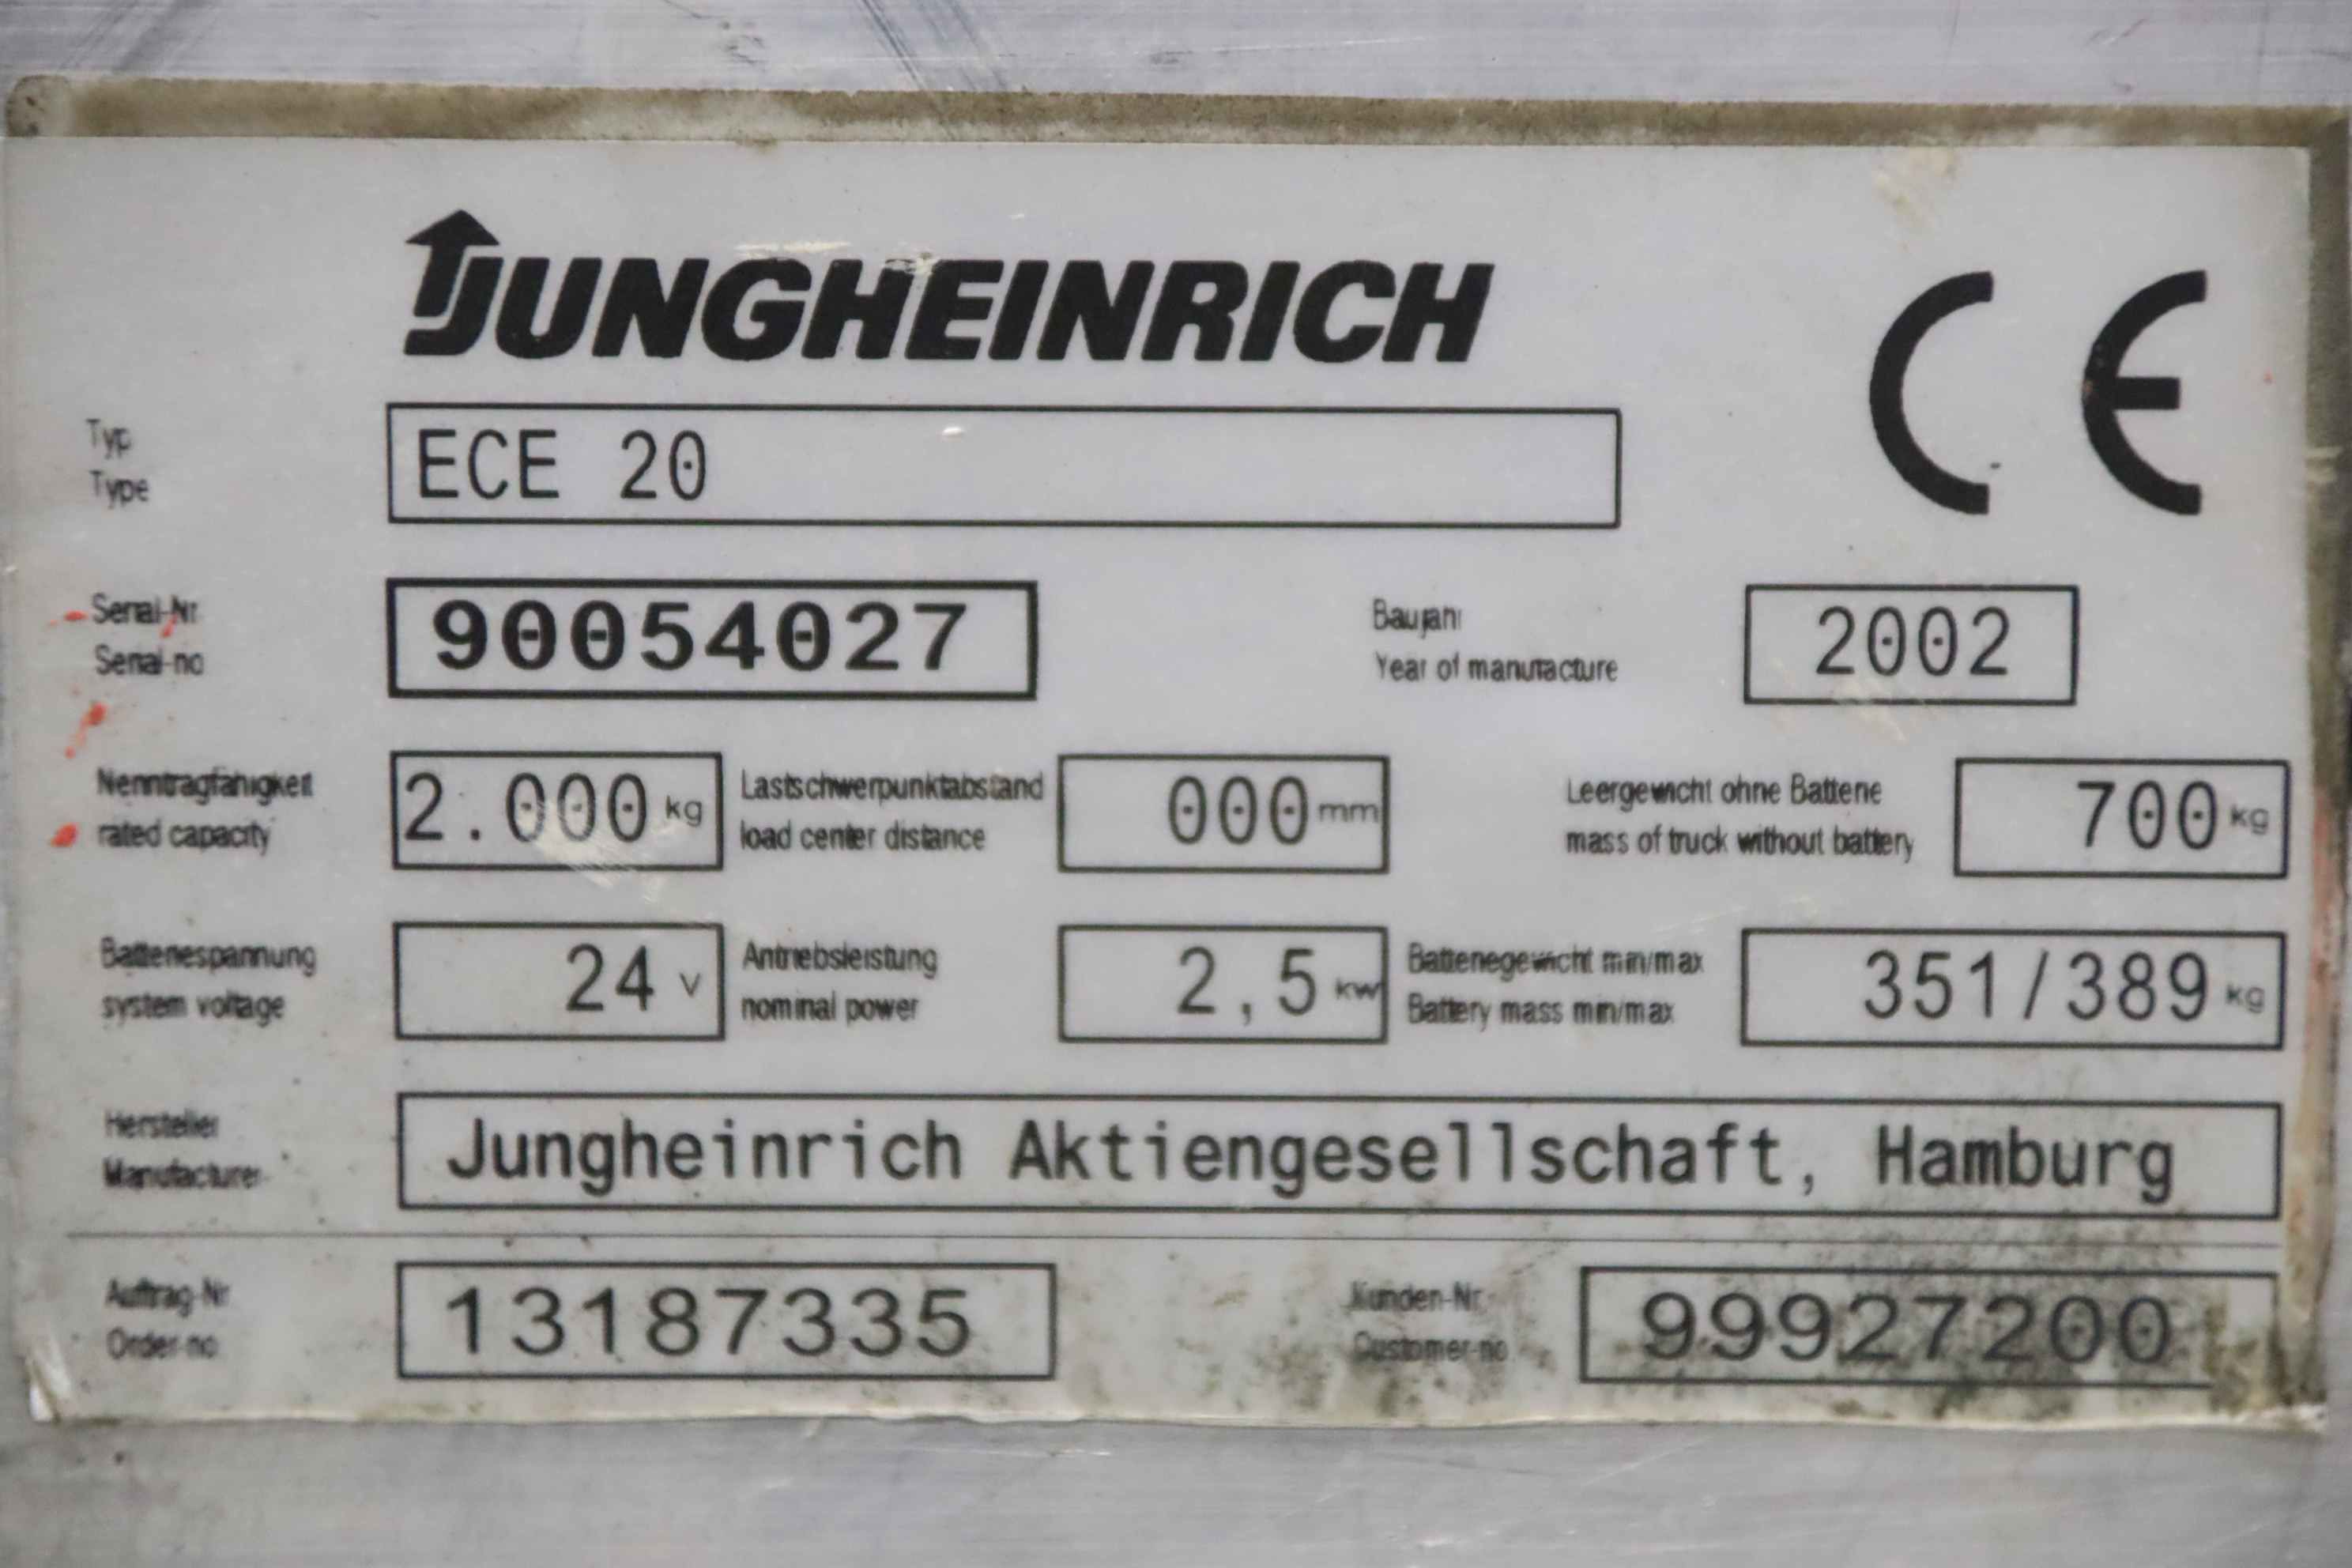 JUNGHEINRICH
CE
Typ
Type
ECE 20
Serial-Nr
Serial-no
90054027
Baujahr
Year of manufacture
2002
Nenntragfähigkeit
rated capacity
2.000 kg
Lastschwerpunktabstand
load center distance
000 mm
Leergewicht ohne Batterie
mass of truck without battery
700 kg
Batteriespannung
system voltage
24 V
Antriebsleistung
nominal power
2,5 kw
Batteriegewicht min/max
Battery mass min/max
351/389 kg
Hersteller
Manufacturer
Jungheinrich Aktiengesellschaft, Hamburg
Auftrag-Nr
Order-no
13187335
Kunden-Nr
Customer-no
99927200